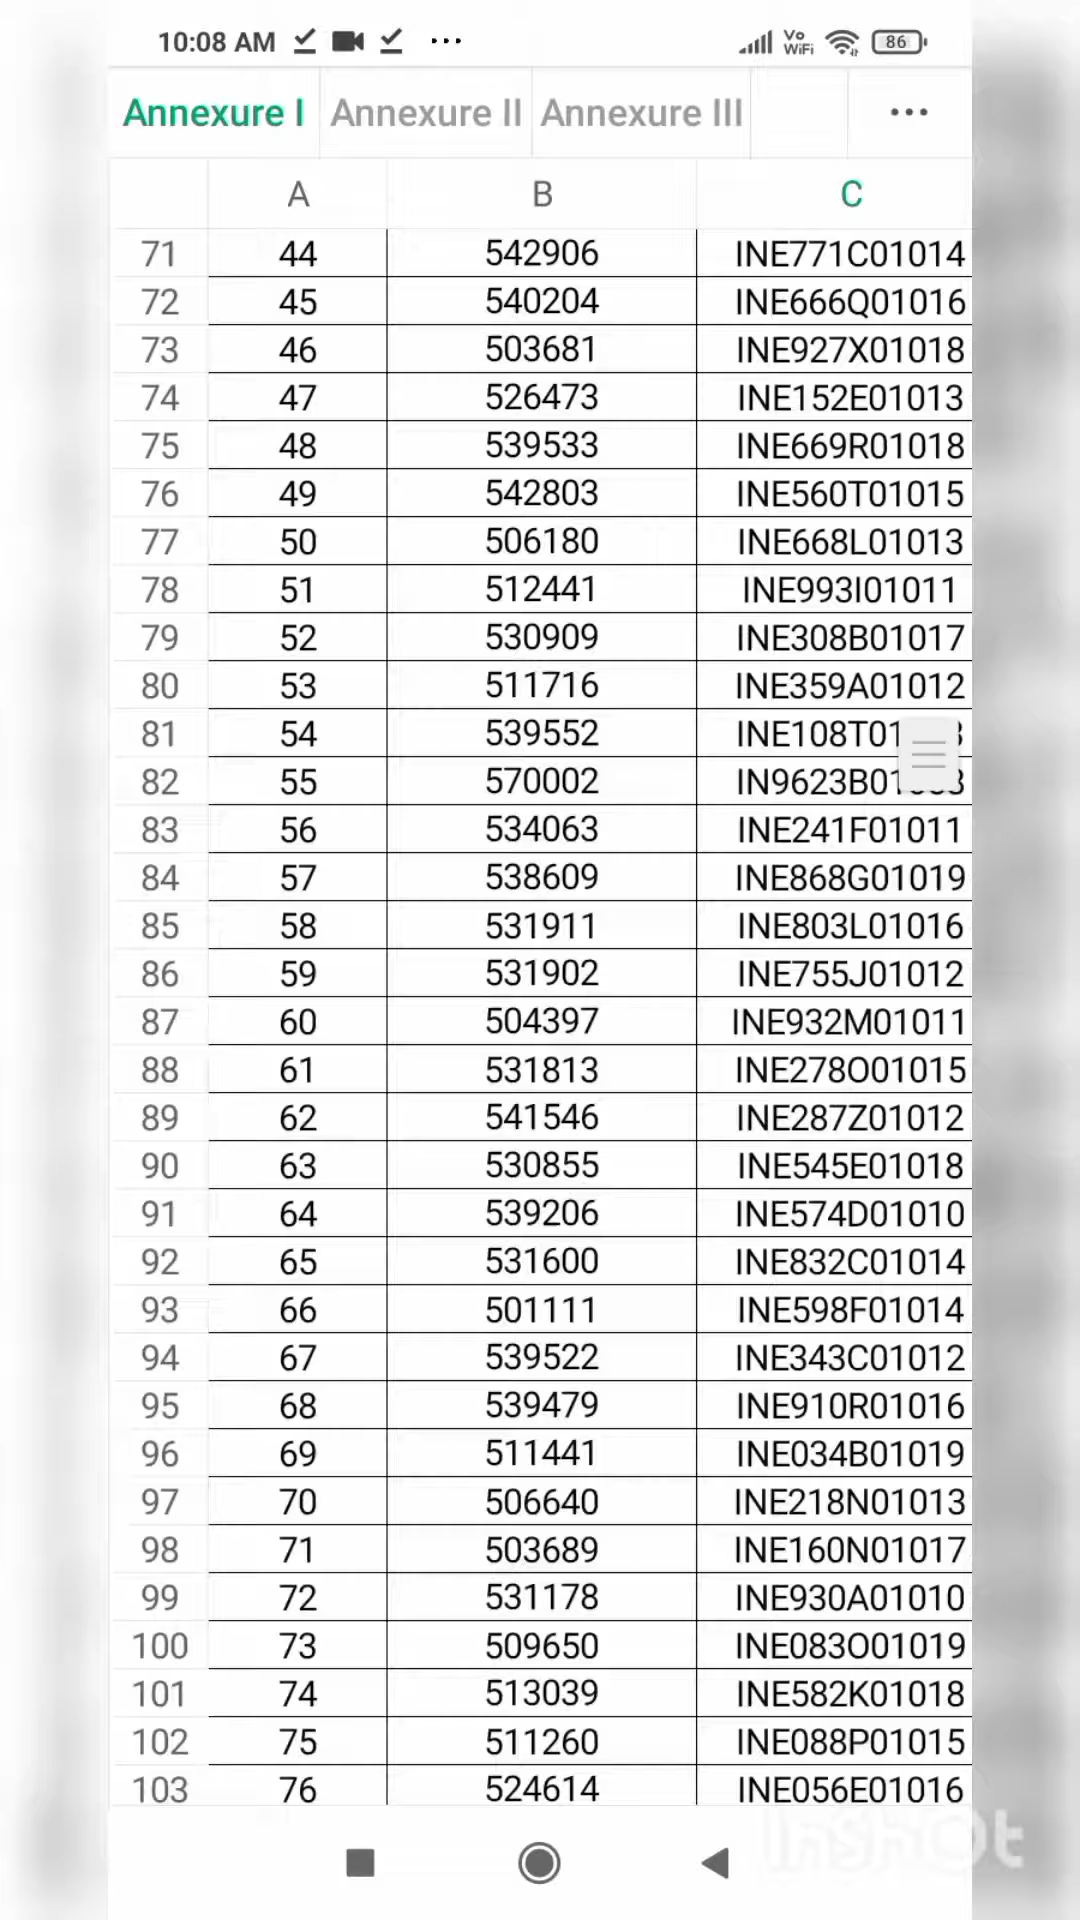 10:08 AM ... Vo WiFi 86
Annexure I Annexure II Annexure III ...
A B C
71 44 542906 INE771C01014
72 45 540204 INE666Q01016
73 46 503681 INE927X01018
74 47 526473 INE152E01013
75 48 539533 INE669R01018
76 49 542803 INE560T01015
77 50 506180 INE668L01013
78 51 512441 INE993I01011
79 52 530909 INE308B01017
80 53 511716 INE359A01012
81 54 539552
82 55 570002
83 56 534063 INE241F01011
84 57 538609 INE868G01019
85 58 531911 INE803L01016
86 59 531902 INE755J01012
87 60 504397 INE932M01011
88 61 531813 INE278O01015
89 62 541546 INE287Z01012
90 63 530855 INE545E01018
91 64 539206 INE574D01010
92 65 531600 INE832C01014
93 66 501111 INE598F01014
94 67 539522 INE343C01012
95 68 539479 INE910R01016
96 69 511441 INE034B01019
97 70 506640 INE218N01013
98 71 503689 INE160N01017
99 72 531178 INE930A01010
100 73 509650 INE083O01019
101 74 513039 INE582K01018
102 75 511260 INE088P01015
103 76 524614 INE056E01016
InShOt